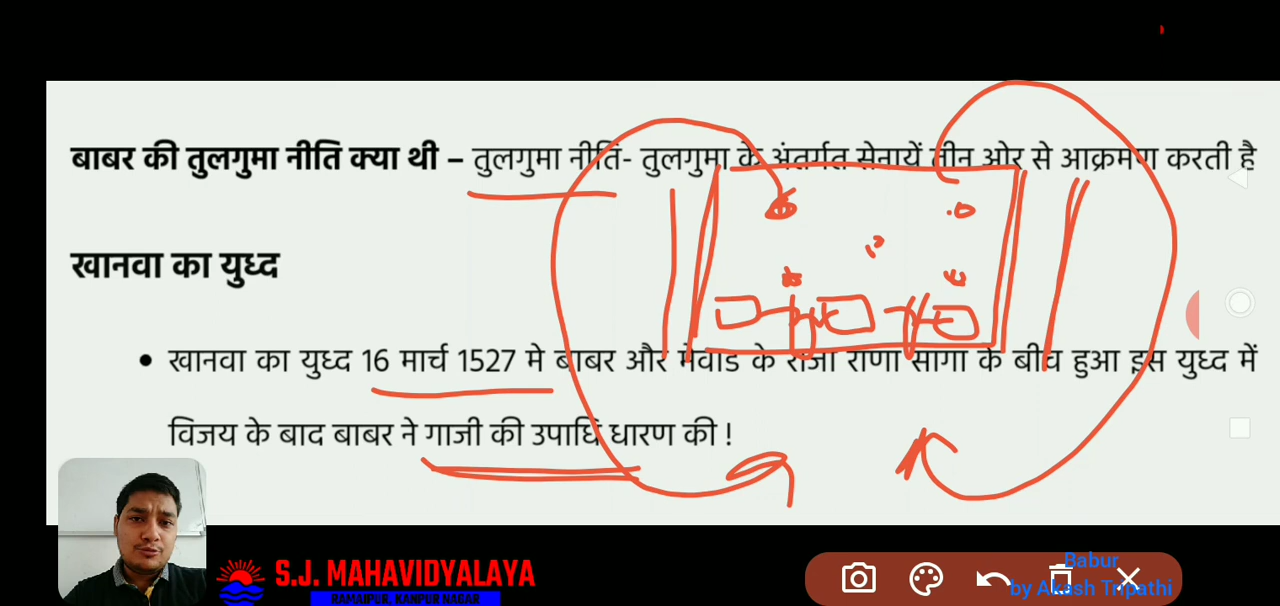 बाबर की तुलगुमा नीति क्या थी – तुलगुमा नीति- तुलगुमा के अंतर्गत सेनायें तीन ओर से आक्रमण करती है
खानवा का युध्द
• खानवा का युध्द 16 मार्च 1527 मे बाबर और मेवाड के राजा राणा सांगा के बीच हुआ इस युध्द में
विजय के बाद बाबर ने गाजी की उपाधि धारण की !
S.J. MAHAVIDYALAYA
RAMAIPUR, KANPUR NAGAR
Babur
by Akash Tripathi